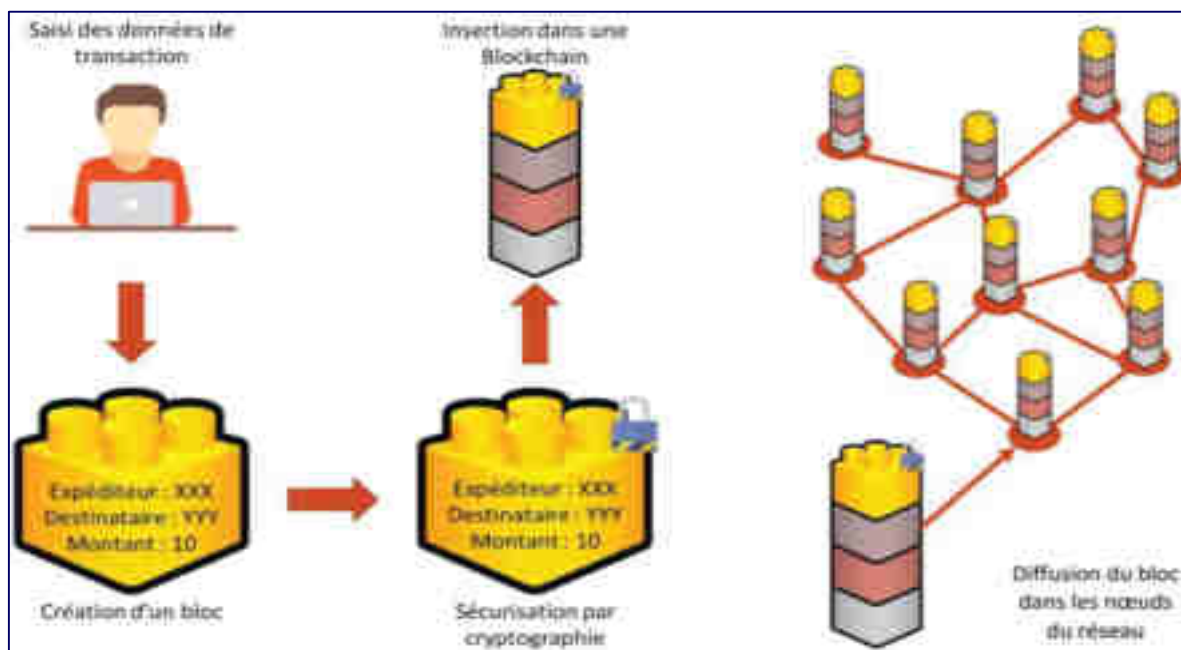 Saisi des données de
transaction
Expéditeur : XXX
Destinataire : YYY
Montant : 10
Création d'un bloc
Expéditeur : XXX
Destinataire : YYY
Montant : 10
Sécurisation par
cryptographie
Insertion dans une
Blockchain
Diffusion du bloc
dans les nœuds
du réseau